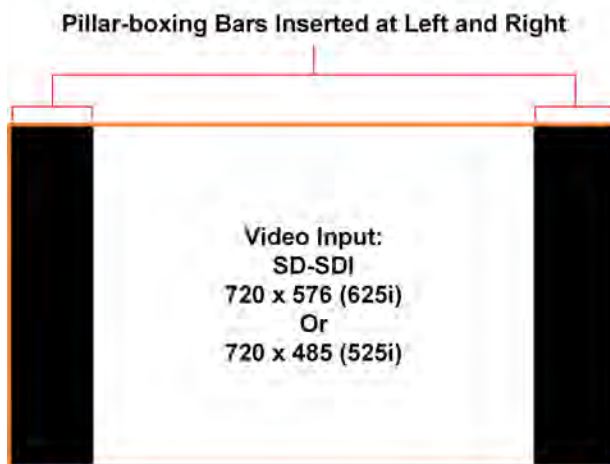 Pillar-boxing Bars Inserted at Left and Right
Video Input:
SD-SDI
720 x 576 (625i)
Or
720 x 485 (525i)